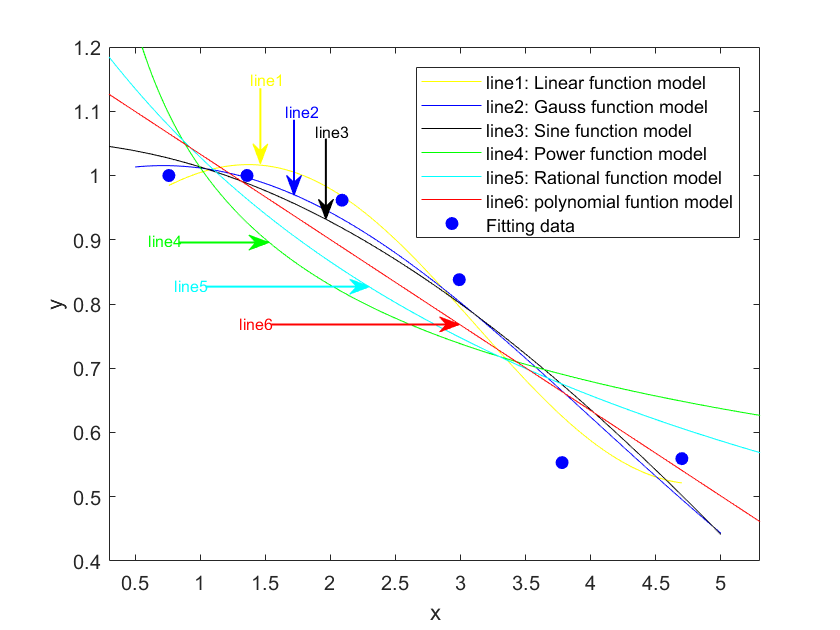 1.2
1.1
1
0.9
0.8
0.7
0.6
0.5
0.4
y
line1
line2
line3
line4
line5
line6
line1: Linear function model
line2: Gauss function model
line3: Sine function model
line4: Power function model
line5: Rational function model
line6: polynomial funtion model
Fitting data
0.5 1 1.5 2 2.5 3 3.5 4 4.5 5
x